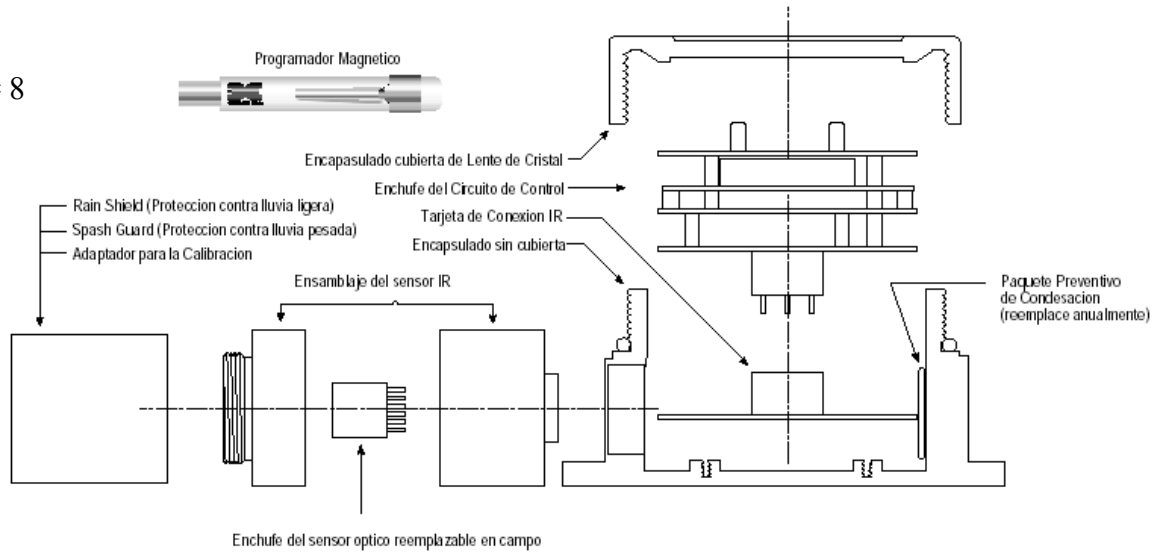 Programador Magnetico
8
Encapasulado cubierta de Lente de Cristal
Enchufe del Circuito de Control
Rain Shield (Proteccion contra lluvia ligera)
Tarjeta de Conexion IR
Spash Guard (Proteccion contra lluvia pesada)
Encapsulado sin cubierta
Adaptador para la Calibracion
Ensamblaje del sensor IR
Paquete Preventivo
de Condesacion
(reemplace anualmente)
Enchufe del sensor optico reemplazable en campo